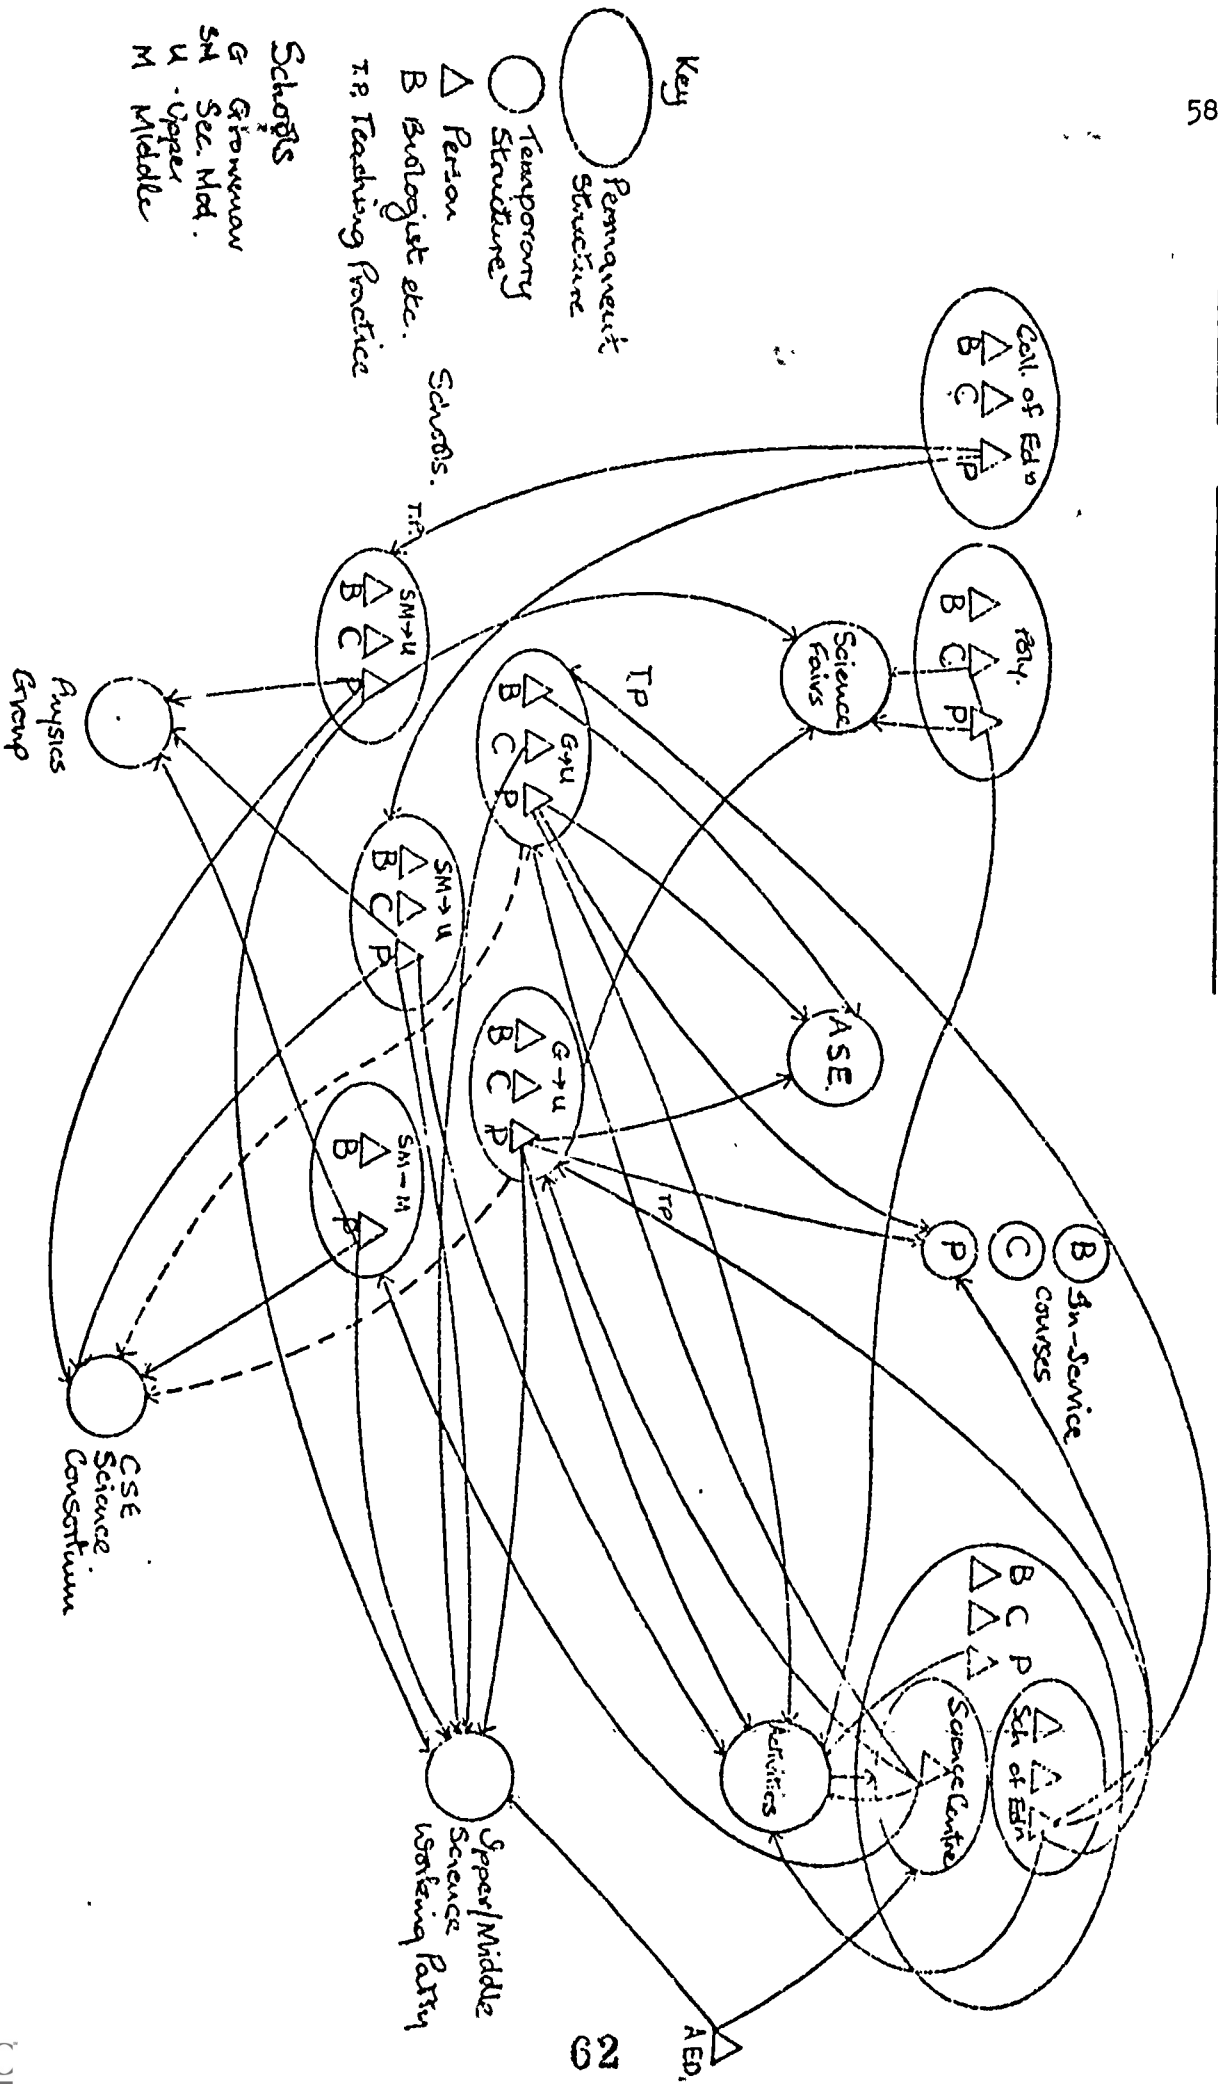 58
Key
Permanent
Structure
Temporary
Structure
Person
B Biologist etc.
T.P. Teaching Practice
Schools
G Grammar
SM Sec. Mod.
U - Upper
M Middle
Coll. of Edn
B C P
Poly.
B C P
Science
Fairs
ASE.
B C P
In-Service
Courses
B C P
Sch of Edn
Science Centre
Activities
AEO.
TP
TP
Schools.
T.P.
G→U
B C P
G→U
B C P
SM→U
B C P
SM→U
B C P
SM→M
B P
Physics
Group
CSE
Science
Consortium
Upper/Middle
Science
Working Party
62